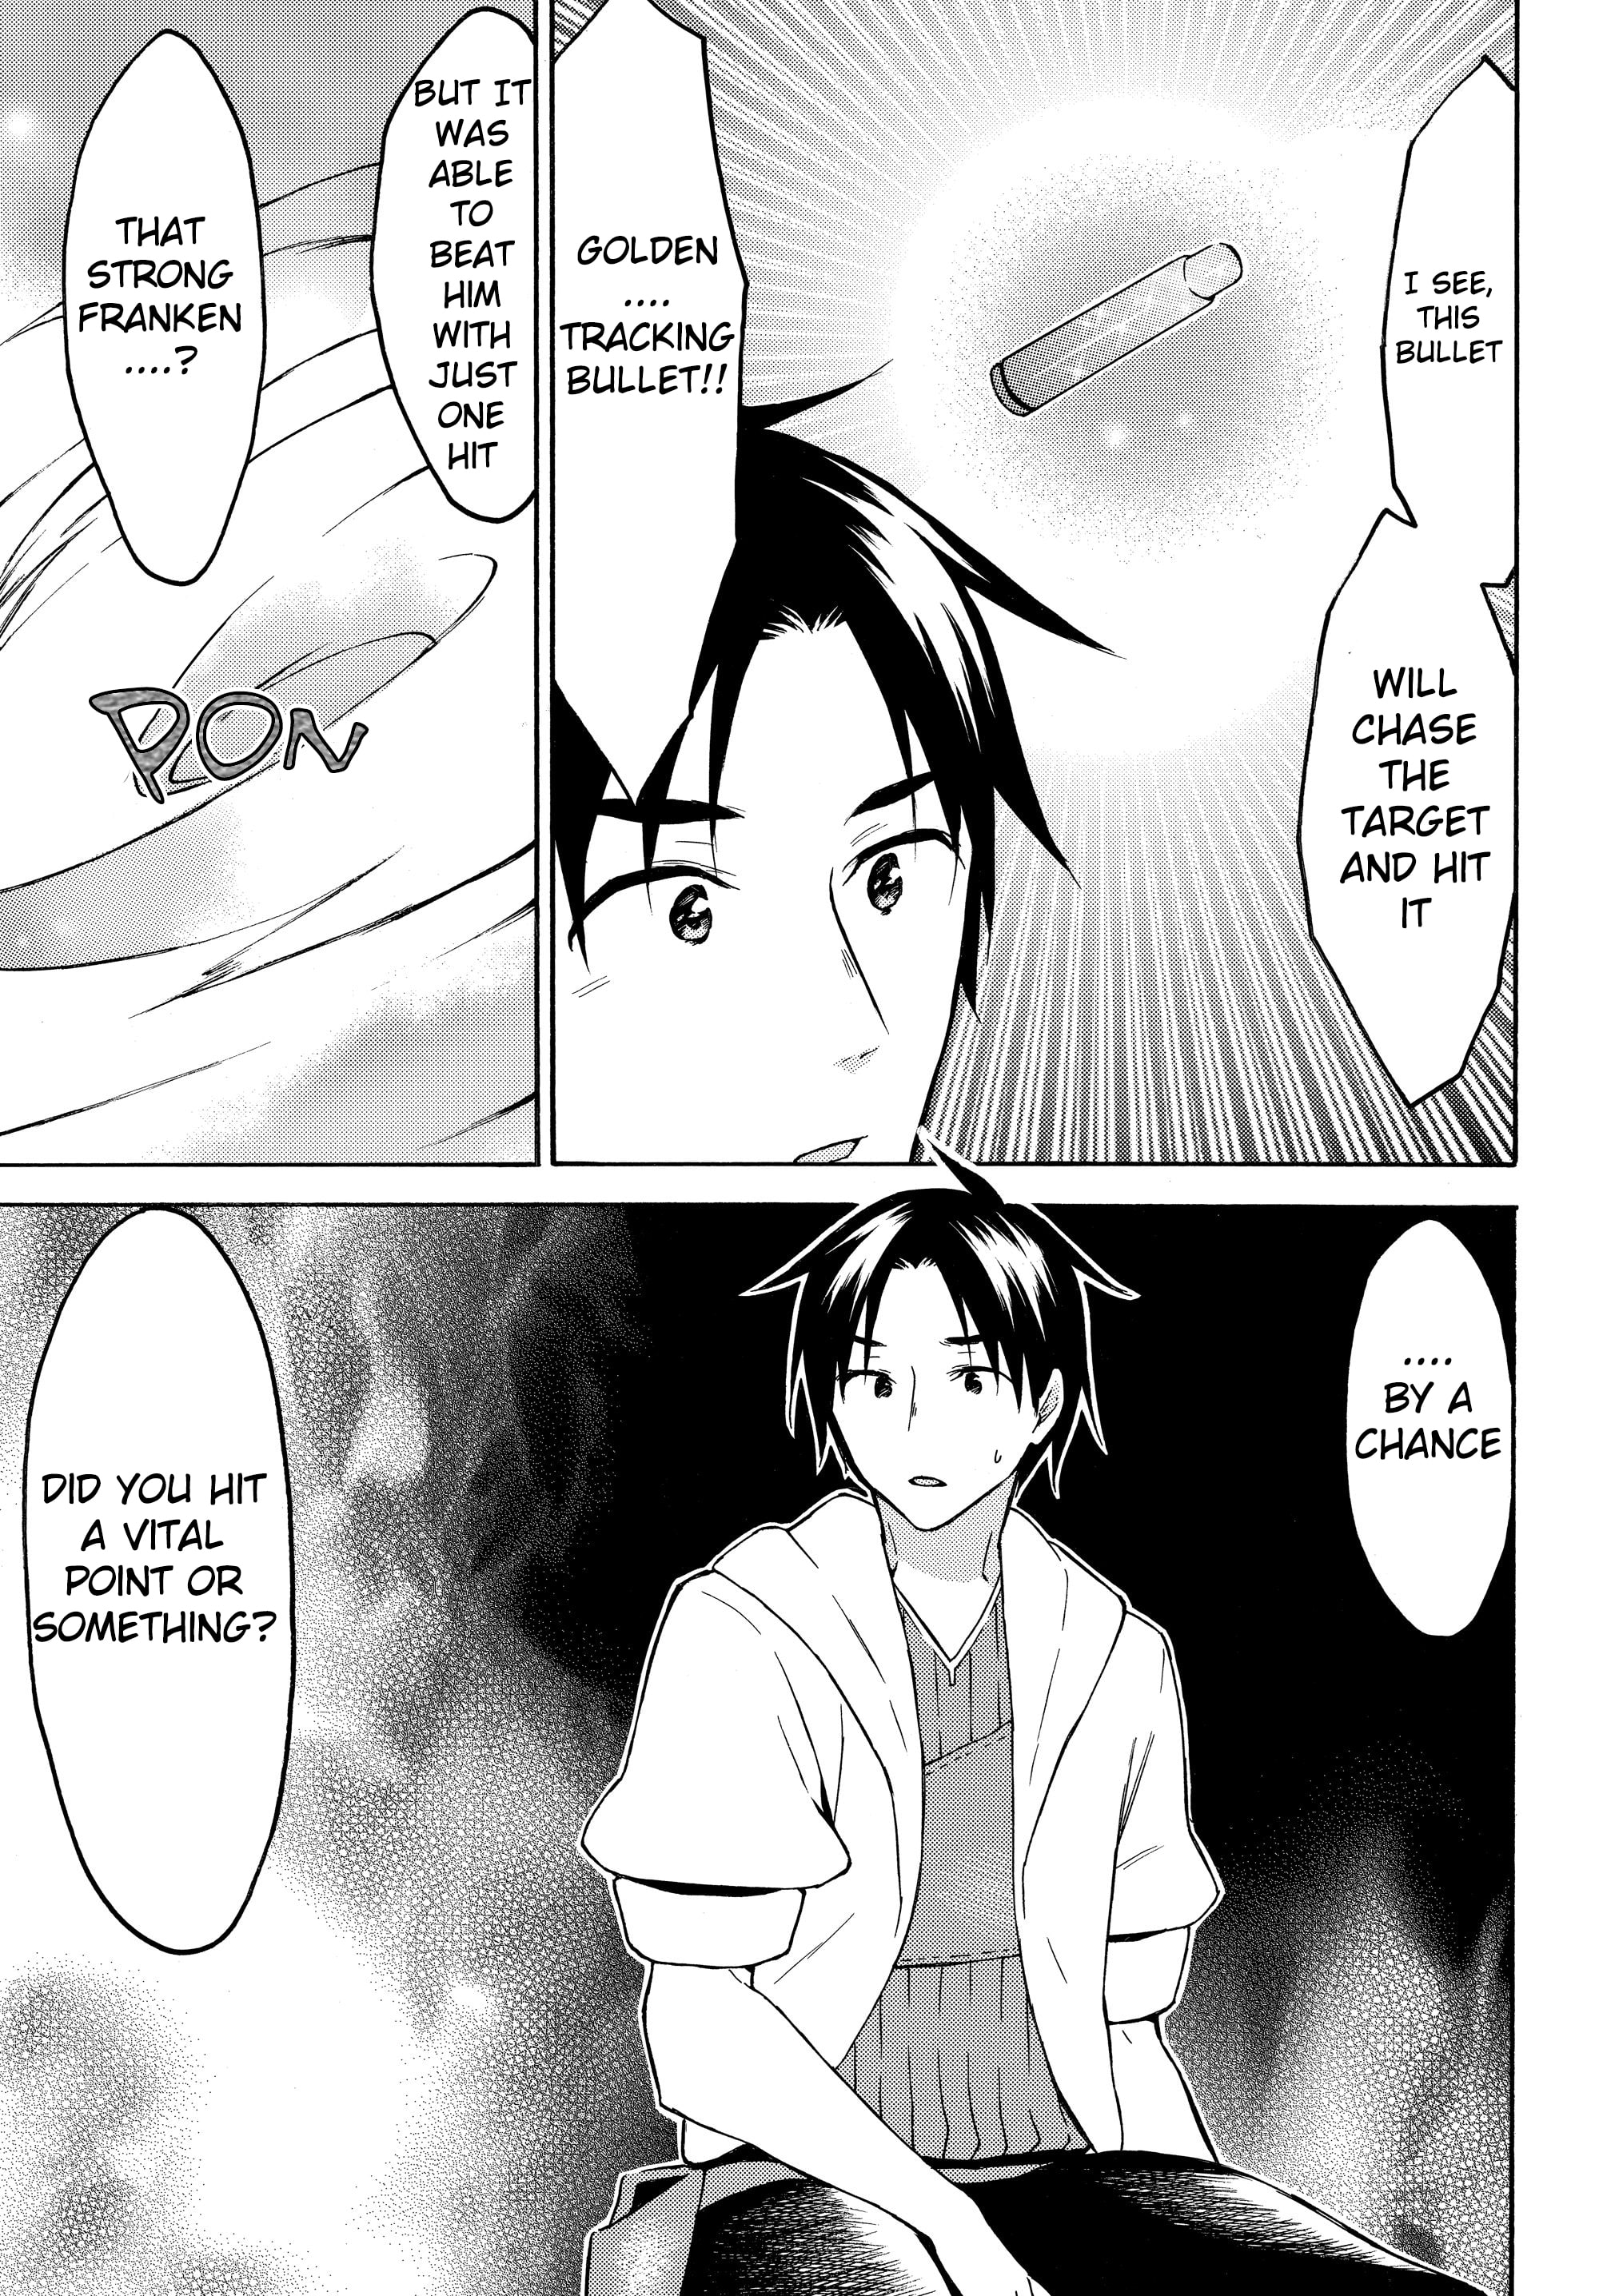 I SEE,
THIS
BULLET
WILL
CHASE
THE
TARGET
AND HIT
IT
GOLDEN
....
TRACKING
BULLET!!
BUT IT
WAS
ABLE
TO
BEAT
HIM
WITH
JUST
ONE
HIT
THAT
STRONG
FRANKEN
....?
PON
....
BY A
CHANCE
DID YOU HIT
A VITAL
POINT OR
SOMETHING?